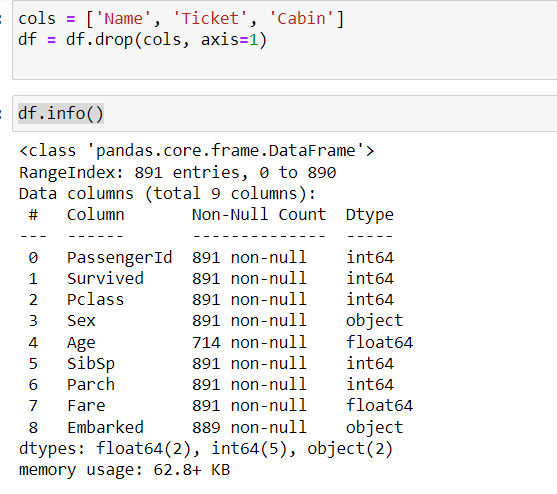 cols = ['Name', 'Ticket', 'Cabin']
df = df.drop(cols, axis=1)
df.info()
<class 'pandas.core.frame.DataFrame'>
RangeIndex: 891 entries, 0 to 890
Data columns (total 9 columns):
 #   Column       Non-Null Count  Dtype
---  ------       --------------  -----
 0   PassengerId  891 non-null    int64
 1   Survived     891 non-null    int64
 2   Pclass       891 non-null    int64
 3   Sex          891 non-null    object
 4   Age          714 non-null    float64
 5   SibSp        891 non-null    int64
 6   Parch        891 non-null    int64
 7   Fare         891 non-null    float64
 8   Embarked     889 non-null    object
dtypes: float64(2), int64(5), object(2)
memory usage: 62.8+ KB